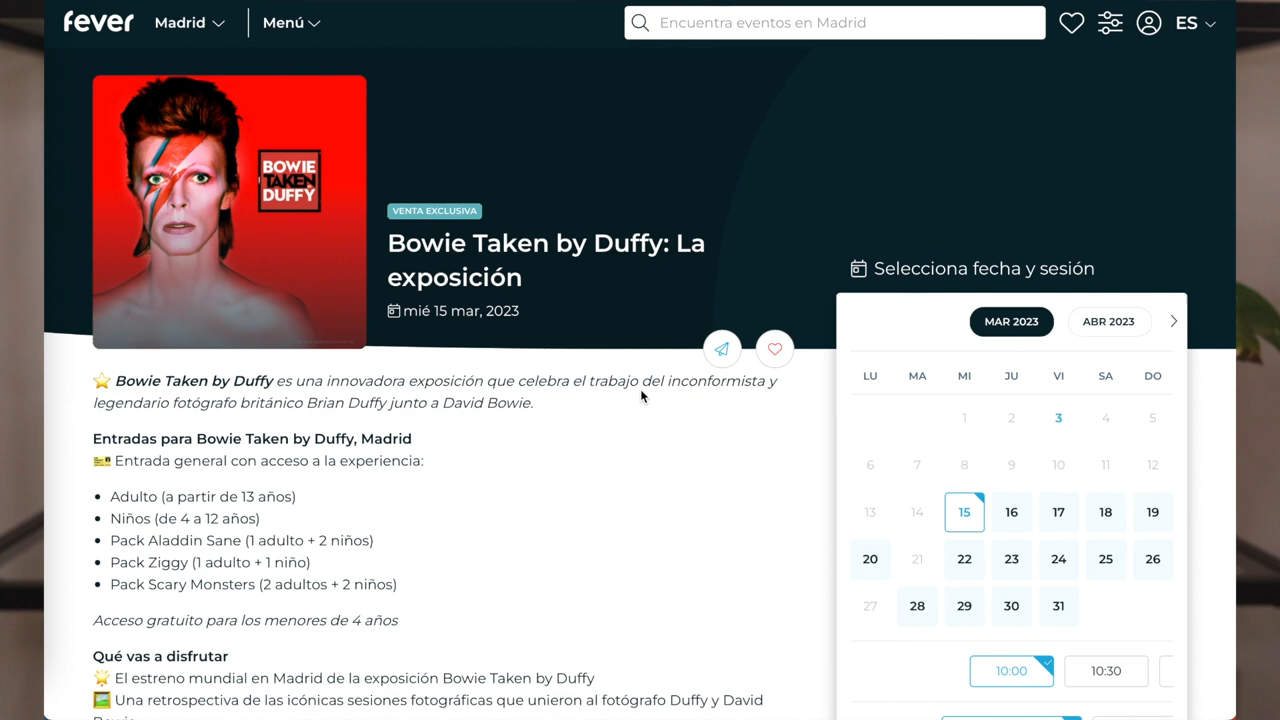 fever
Madrid
Menú
Encuentra eventos en Madrid
ES
BOWIE
TAKEN
DUFFY
VENTA EXCLUSIVA
Bowie Taken by Duffy: La
exposición
mié 15 mar, 2023
Bowie Taken by Duffy es una innovadora exposición que celebra el trabajo del inconformista y
legendario fotógrafo británico Brian Duffy junto a David Bowie.
Entradas para Bowie Taken by Duffy, Madrid
Entrada general con acceso a la experiencia:
Adulto (a partir de 13 años)
Niños (de 4 a 12 años)
Pack Aladdin Sane (1 adulto + 2 niños)
Pack Ziggy (1 adulto + 1 niño)
Pack Scary Monsters (2 adultos + 2 niños)
Acceso gratuito para los menores de 4 años
Qué vas a disfrutar
El estreno mundial en Madrid de la exposición Bowie Taken by Duffy
Una retrospectiva de las icónicas sesiones fotográficas que unieron al fotógrafo Duffy y David
Selecciona fecha y sesión
MAR 2023 ABR 2023
LU MA MI JU VI SA DO
1 2 3 4 5
6 7 8 9 10 11 12
13 14 15 16 17 18 19
20 21 22 23 24 25 26
27 28 29 30 31
10:00 10:30